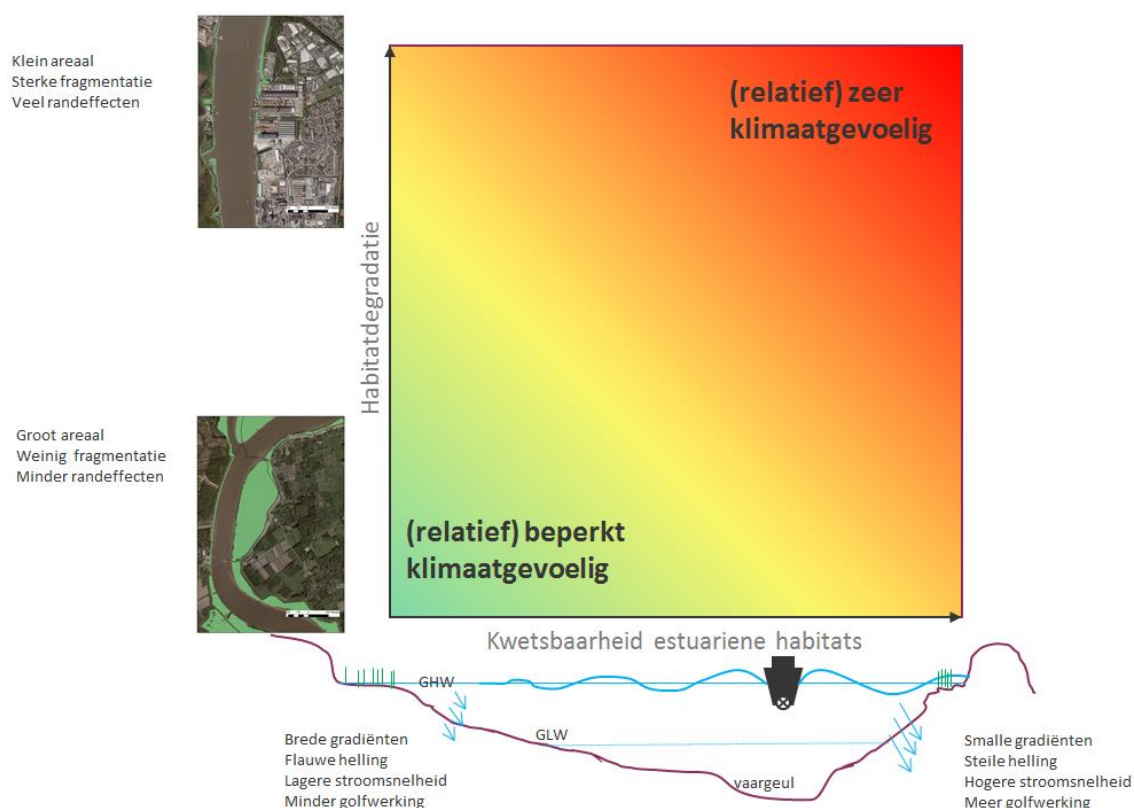 Klein areaal
Sterke fragmentatie
Veel randeffecten
(relatief) zeer
klimaatgevoelig
Habitatdegradatie
Groot areaal
Weinig fragmentatie
Minder randeffecten
(relatief) beperkt
klimaatgevoelig
Kwetsbaarheid estuariene habitats
GHW
GLW
vaargeul
Brede gradiënten
Flauwe helling
Lagere stroomsnelheid
Minder golfwerking
Smalle gradiënten
Steile helling
Hogere stroomsnelheid
Meer golfwerking